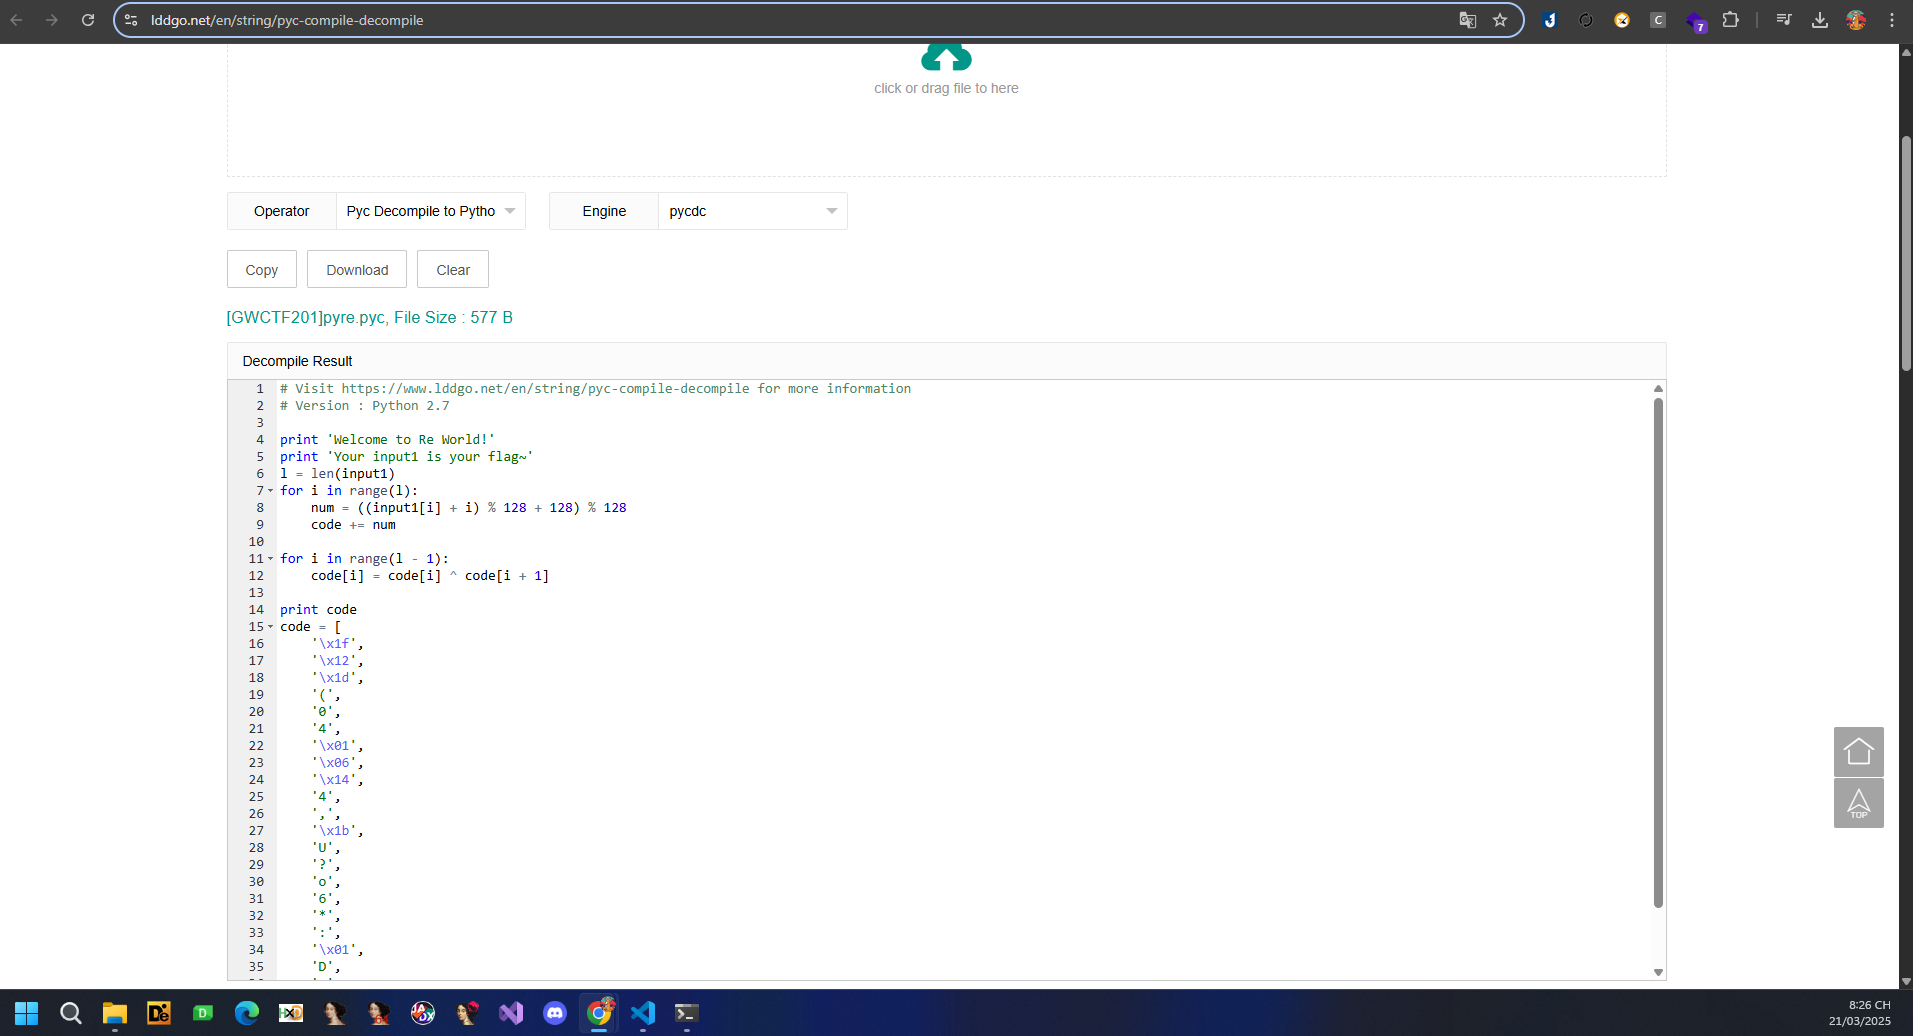 lddgo.net/en/string/pyc-compile-decompile
C
7
click or drag file to here
Operator Pyc Decompile to Pytho Engine pycdc
Copy Download Clear
[GWCTF201]pyre.pyc, File Size : 577 B
Decompile Result
1 # Visit https://www.lddgo.net/en/string/pyc-compile-decompile for more information
2 # Version : Python 2.7
3
4 print 'Welcome to Re World!'
5 print 'Your input1 is your flag~'
6 l = len(input1)
7 for i in range(l):
8     num = ((input1[i] + i) % 128 + 128) % 128
9     code += num
10
11 for i in range(l - 1):
12     code[i] = code[i] ^ code[i + 1]
13
14 print code
15 code = [
16     '\x1f',
17     '\x12',
18     '\x1d',
19     '(',
20     '0',
21     '4',
22     '\x01',
23     '\x06',
24     '\x14',
25     '4',
26     ',',
27     '\x1b',
28     'U',
29     '?',
30     'o',
31     '6',
32     '*',
33     ':',
34     '\x01',
35     'D',
TOP
8:26 CH
21/03/2025